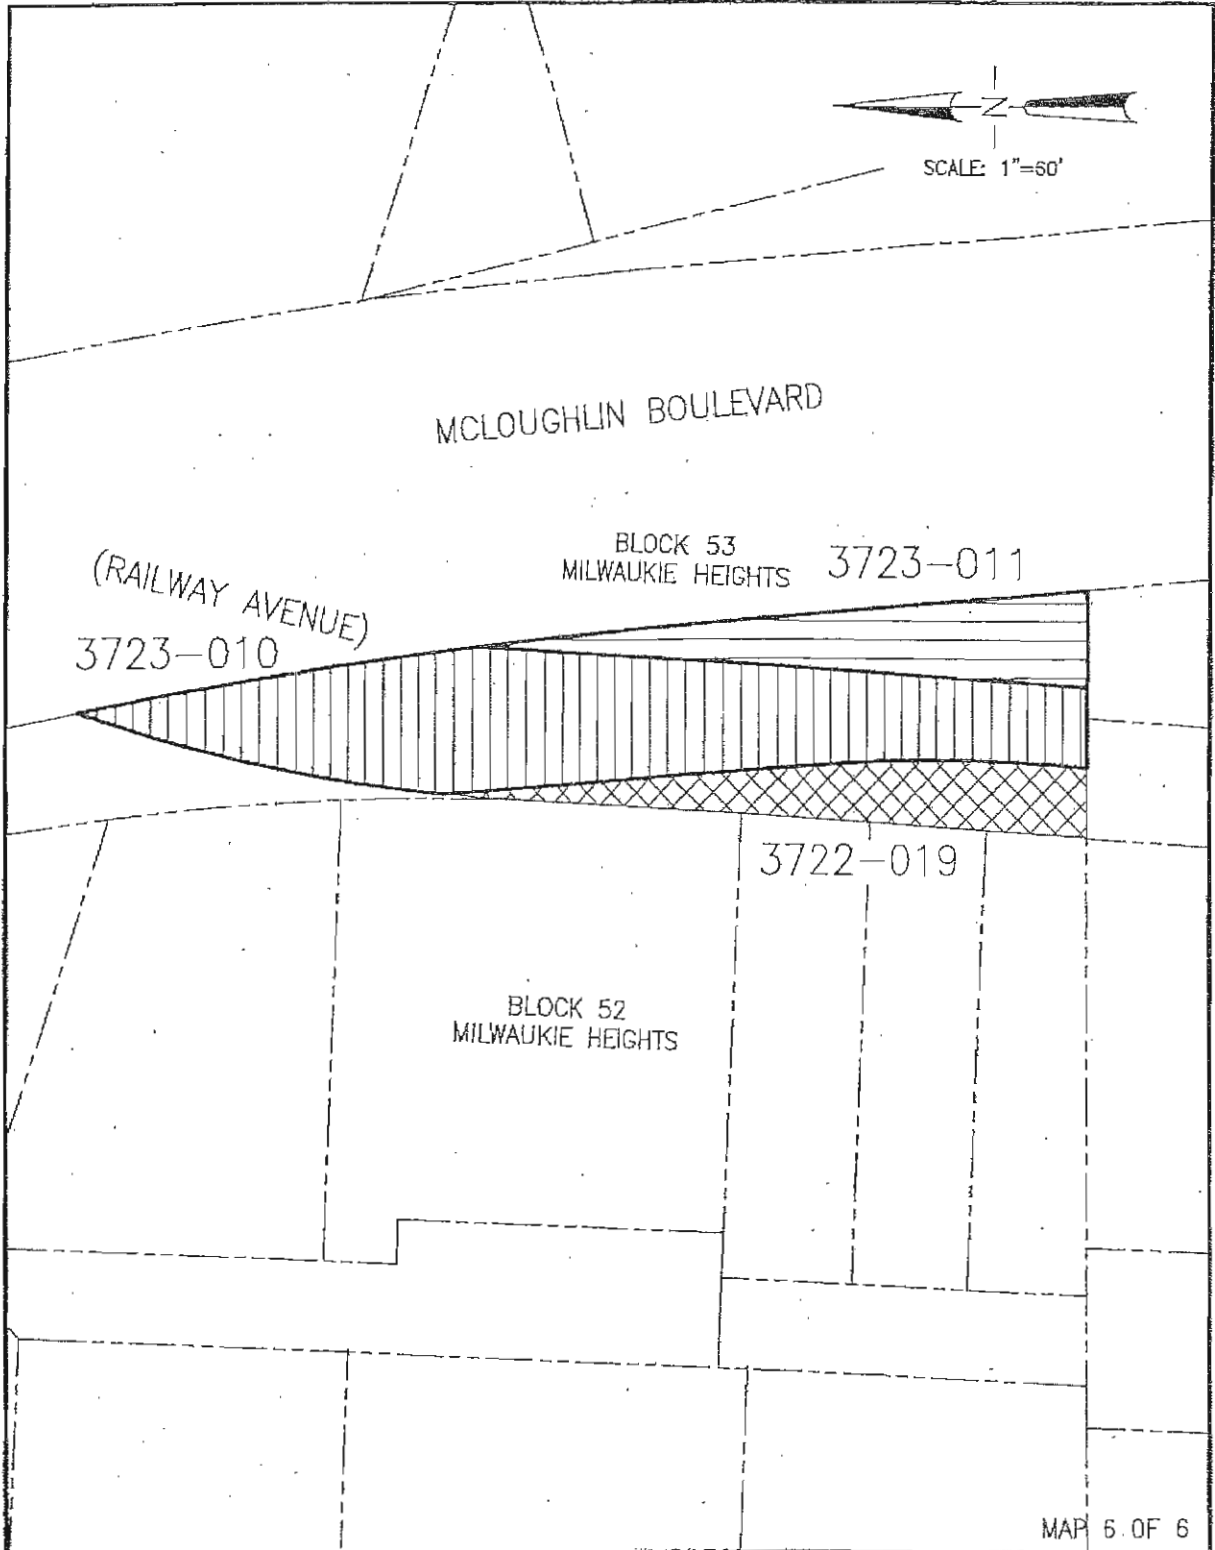 N
SCALE: 1"=60'
MCLOUGHLIN BOULEVARD
BLOCK 53
MILWAUKIE HEIGHTS
3723-011
(RAILWAY AVENUE)
3723-010
3722-019
BLOCK 52
MILWAUKIE HEIGHTS
MAP 6 OF 6